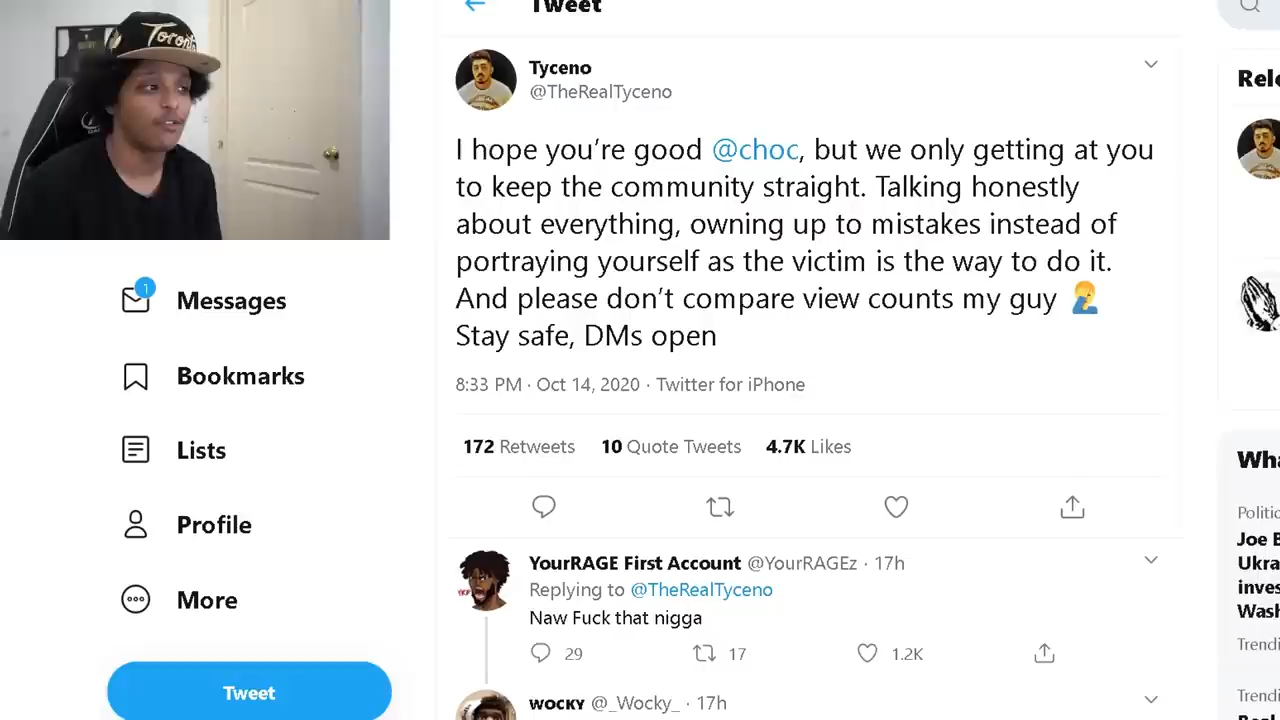 Toronto
Tweet
Tyceno
@TheRealTyceno
I hope you’re good @choc, but we only getting at you
to keep the community straight. Talking honestly
about everything, owning up to mistakes instead of
portraying yourself as the victim is the way to do it.
And please don’t compare view counts my guy 🤦‍♂️
Stay safe, DMs open
8:33 PM · Oct 14, 2020 · Twitter for iPhone
172 Retweets 10 Quote Tweets 4.7K Likes
YourRAGE First Account @YourRAGEz · 17h
Replying to @TheRealTyceno
Naw Fuck that nigga
29 17 1.2K
WOCKY @_Wocky_ · 17h
1
Messages
Bookmarks
Lists
Profile
More
Tweet
Rele
Wha
Politic
Joe B
Ukra
inves
Wash
Trendi
Trendi